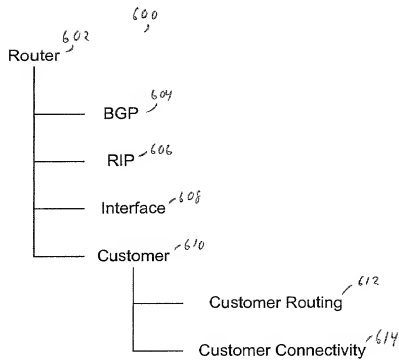 600
Router 602
BGP 604
RIP 606
Interface 608
Customer 610
Customer Routing 612
Customer Connectivity 614